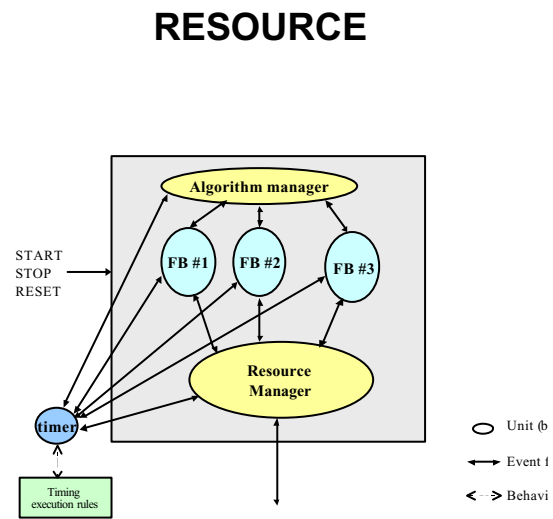 RESOURCE
Algorithm manager
FB #1
FB #2
FB #3
START
STOP
RESET
Resource
Manager
timer
Unit (b
Event f
Timing
execution rules
Behavi